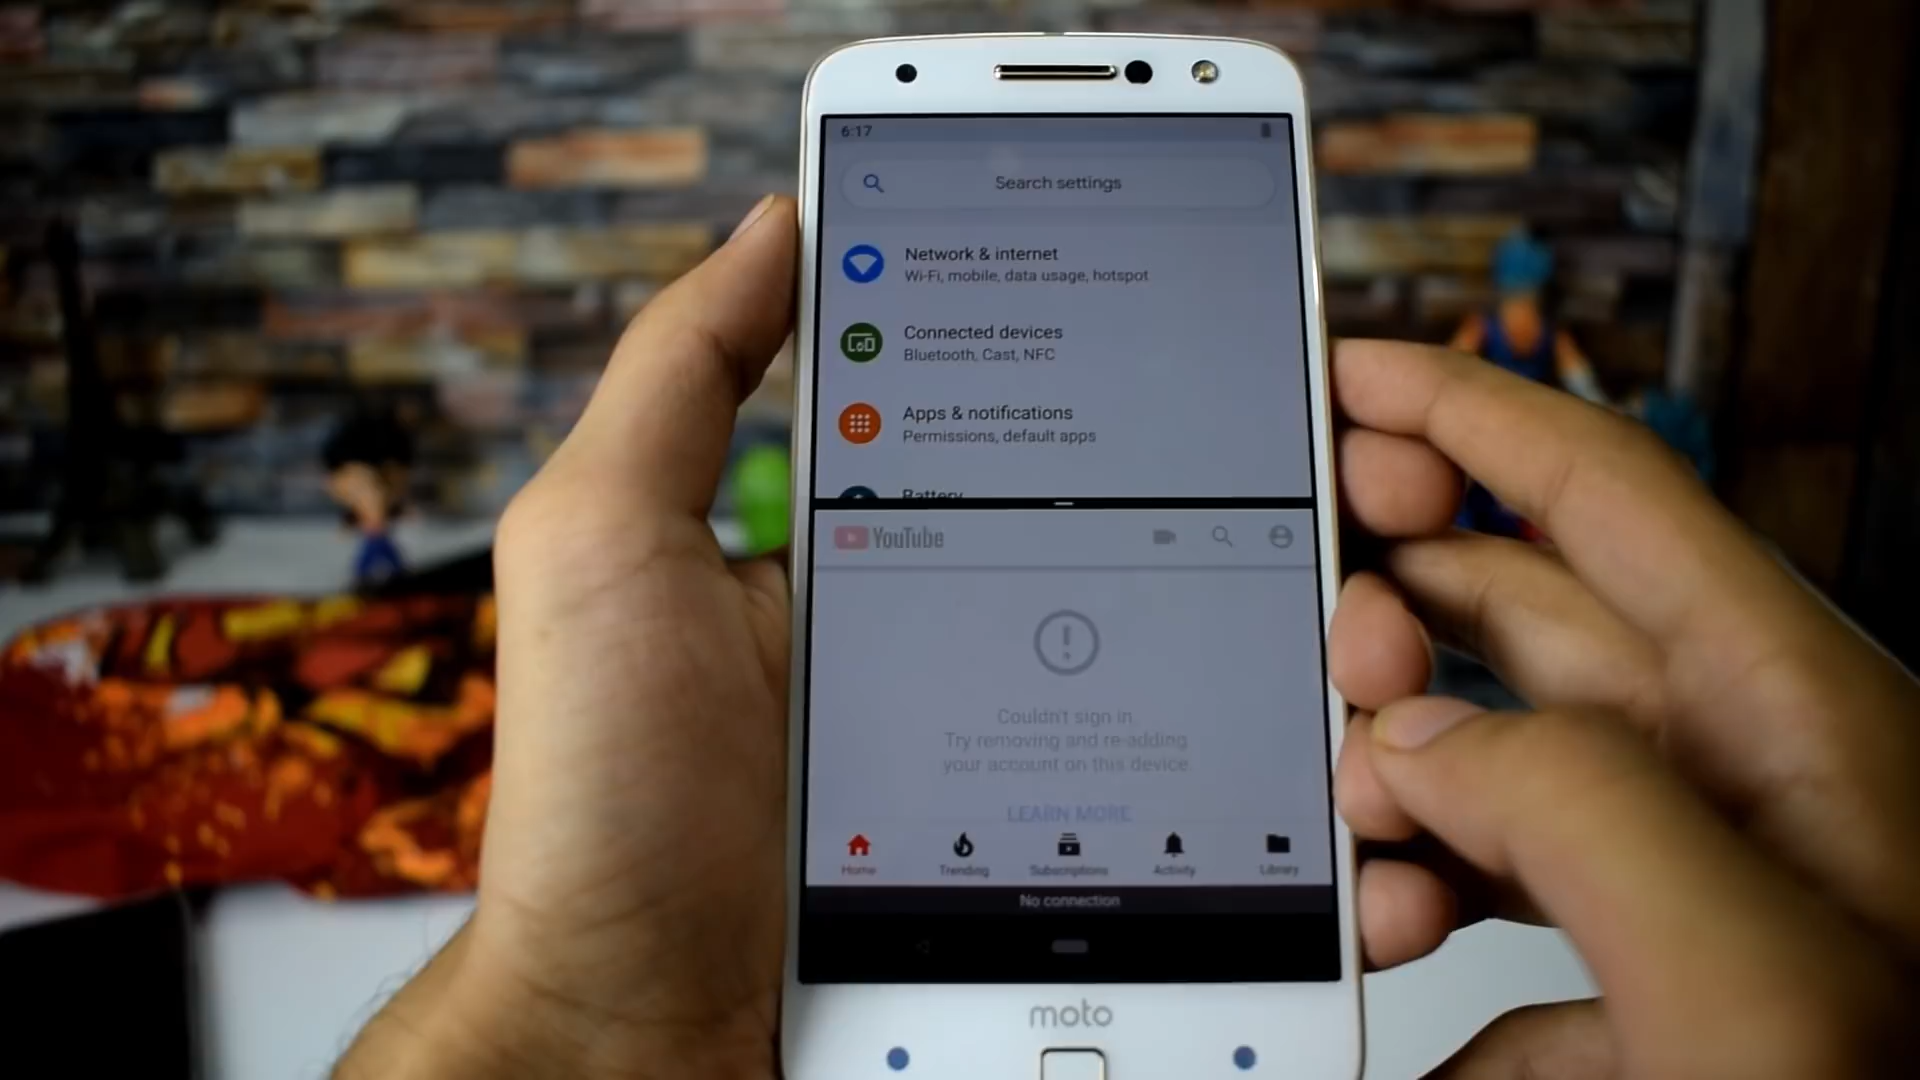 6:17
Search settings
Network & internet
Wi-Fi, mobile, data usage, hotspot
Connected devices
Bluetooth, Cast, NFC
Apps & notifications
Permissions, default apps
Battery
YouTube
Couldn't sign in.
Try removing and re-adding
your account on this device.
LEARN MORE
Home Trending Subscriptions Activity Library
No connection
moto